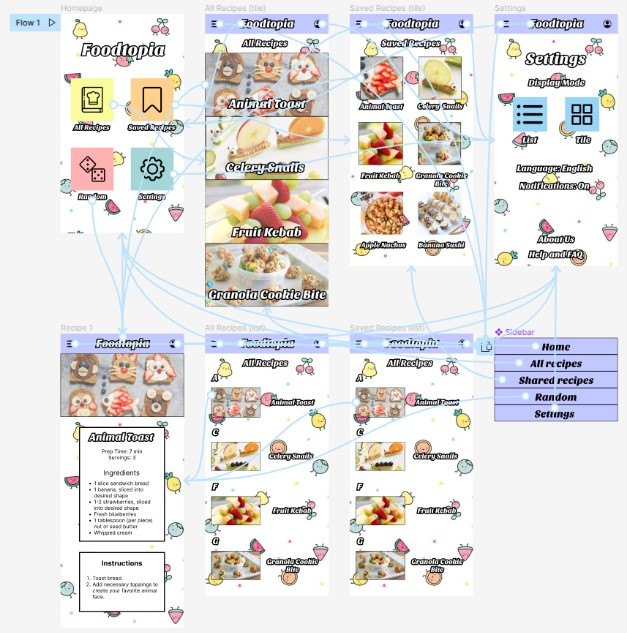 Flow 1
Homepage
Foodtopia
All Recipes
Saved Recipes
Random
Settings
All Recipes (tile)
Foodtopia
All Recipes
Animal Toast
Celery Snails
Fruit Kebab
Granola Cookie Bite
Saved Recipes (tile)
Foodtopia
Saved Recipes
Animal Toast
Celery Snails
Fruit Kebab
Granola Cookie
Bite
Apple Nachos
Banana Sushi
Settings
Foodtopia
Settings
Display Mode
List
Tile
Language: English
Notifications: On
About Us
Help and FAQ
Recipe 1
Foodtopia
Animal Toast
Prep Time: 7 min
Servings: 3
Ingredients
• 1 slice sandwich bread
• 1 banana, sliced into
desired shape
• 1-2 strawberries, sliced
into desired shape
• Fresh blueberries
• 1 tablespoon (per piece)
nut or seed butter
• Whipped cream
Instructions
1. Toast bread.
2. Add necessary toppings to
create your favorite animal
face.
All Recipes (list)
Foodtopia
All Recipes
A
Animal Toast
C
Celery Snails
F
Fruit Kebab
G
Granola Cookie
Bite
Saved Recipes (list)
Foodtopia
All Recipes
A
Animal Toast
C
Celery Snails
F
Fruit Kebab
G
Granola Cookie
Bite
Sidebar
Home
All recipes
Shared recipes
Random
Settings